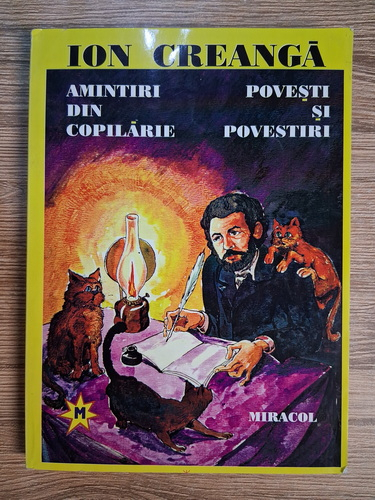 ION CREANGĂ
AMINTIRI
DIN
COPILĂRIE
POVEȘTI
ȘI
POVESTIRI
M
MIRACOL